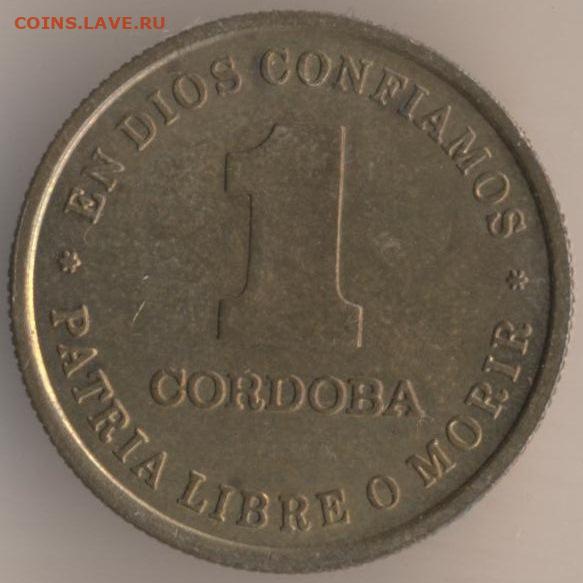 COINS.LAVE.RU
* EN DIOS CONFIAMOS *
1
CORDOBA
PATRIA LIBRE O MORIR